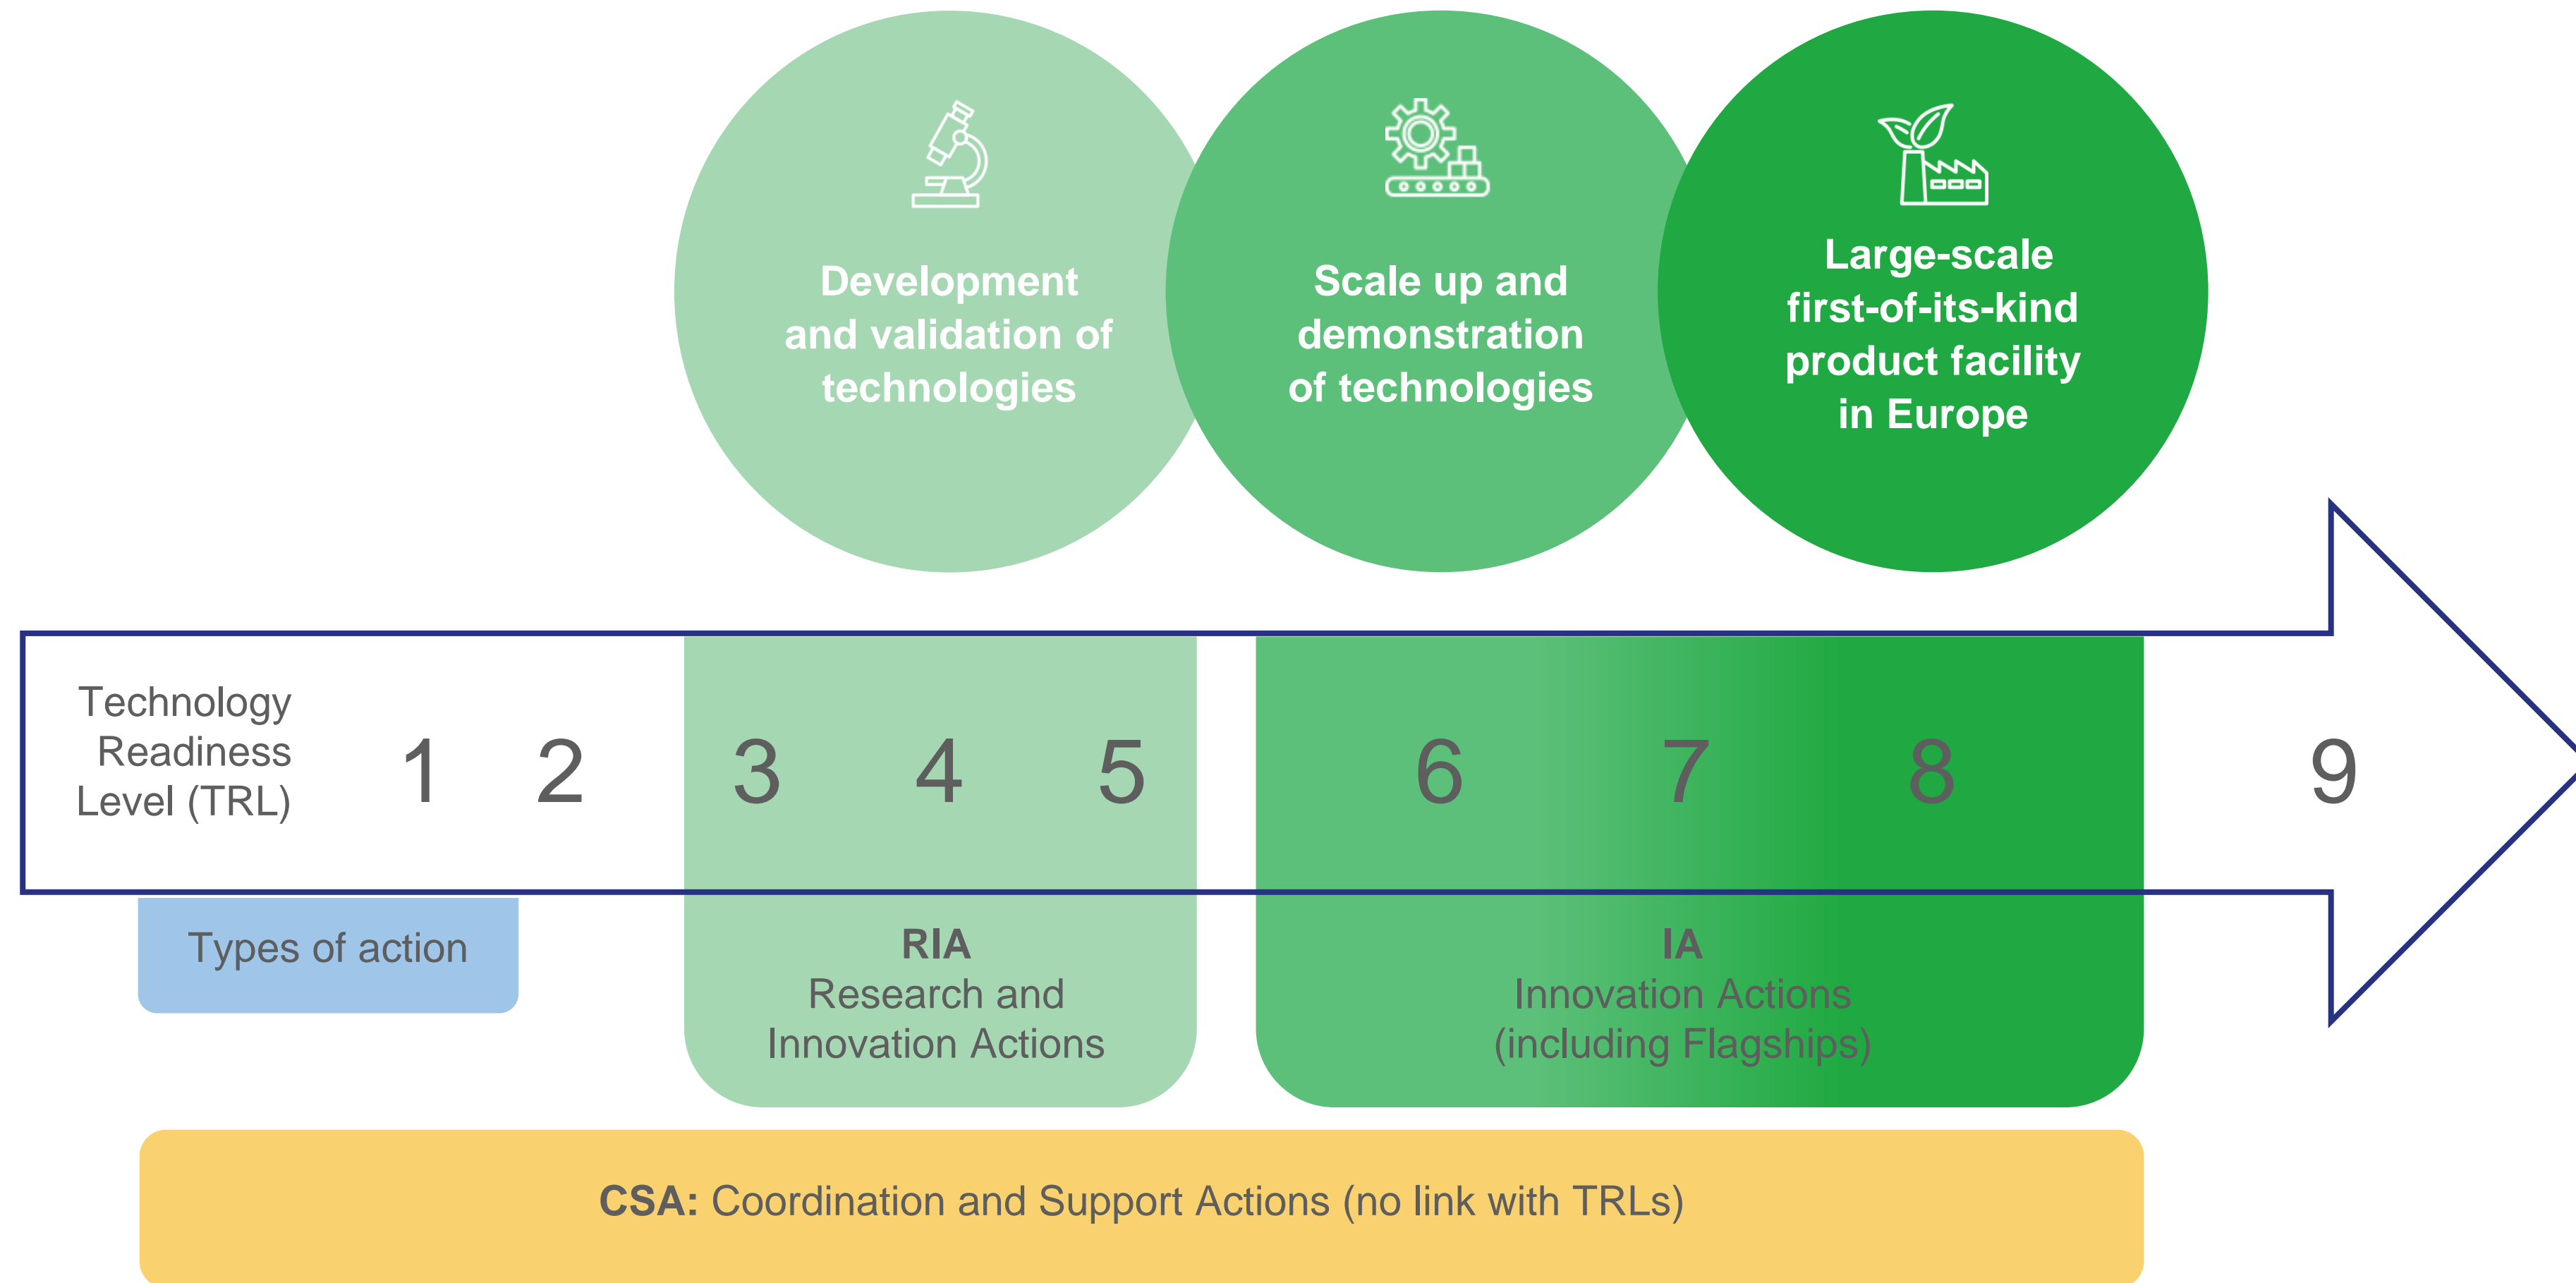 Development
and validation of
technologies
Scale up and
demonstration
of technologies
Large-scale
first-of-its-kind
product facility
in Europe
Technology
Readiness
Level (TRL)
1 2 3 4 5 6 7 8 9
Types of action
RIA
Research and
Innovation Actions
IA
Innovation Actions
(including Flagships)
CSA: Coordination and Support Actions (no link with TRLs)